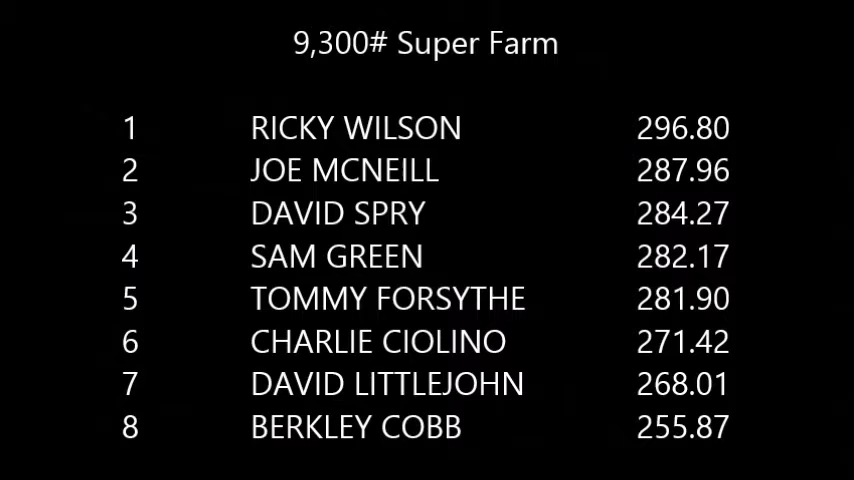 9,300# Super Farm
1 RICKY WILSON 296.80
2 JOE MCNEILL 287.96
3 DAVID SPRY 284.27
4 SAM GREEN 282.17
5 TOMMY FORSYTHE 281.90
6 CHARLIE CIOLINO 271.42
7 DAVID LITTLEJOHN 268.01
8 BERKLEY COBB 255.87